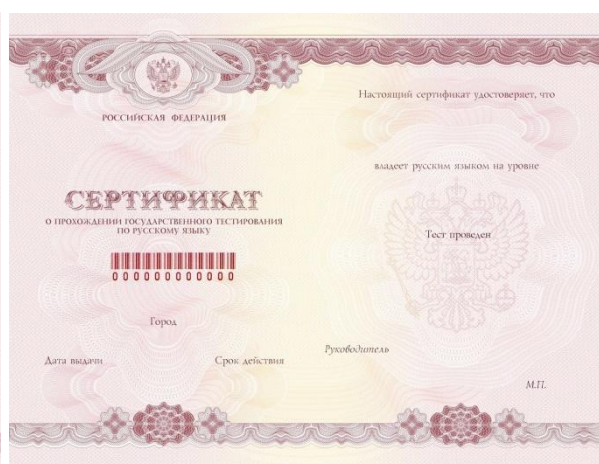 РОССИЙСКАЯ ФЕДЕРАЦИЯ
СЕРТИФИКАТ
О ПРОХОЖДЕНИИ ГОСУДАРСТВЕННОГО ТЕСТИРОВАНИЯ
ПО РУССКОМУ ЯЗЫКУ
000000000000
Город
Дата выдачи Срок действия
Настоящий сертификат удостоверяет, что
владеет русским языком на уровне
Тест проведен
Руководитель
М.П.